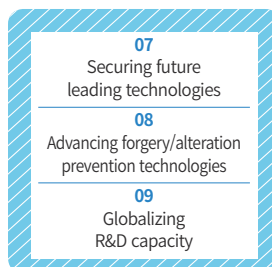 07
Securing future
leading technologies
08
Advancing forgery/alteration
prevention technologies
09
Globalizing
R&D capacity